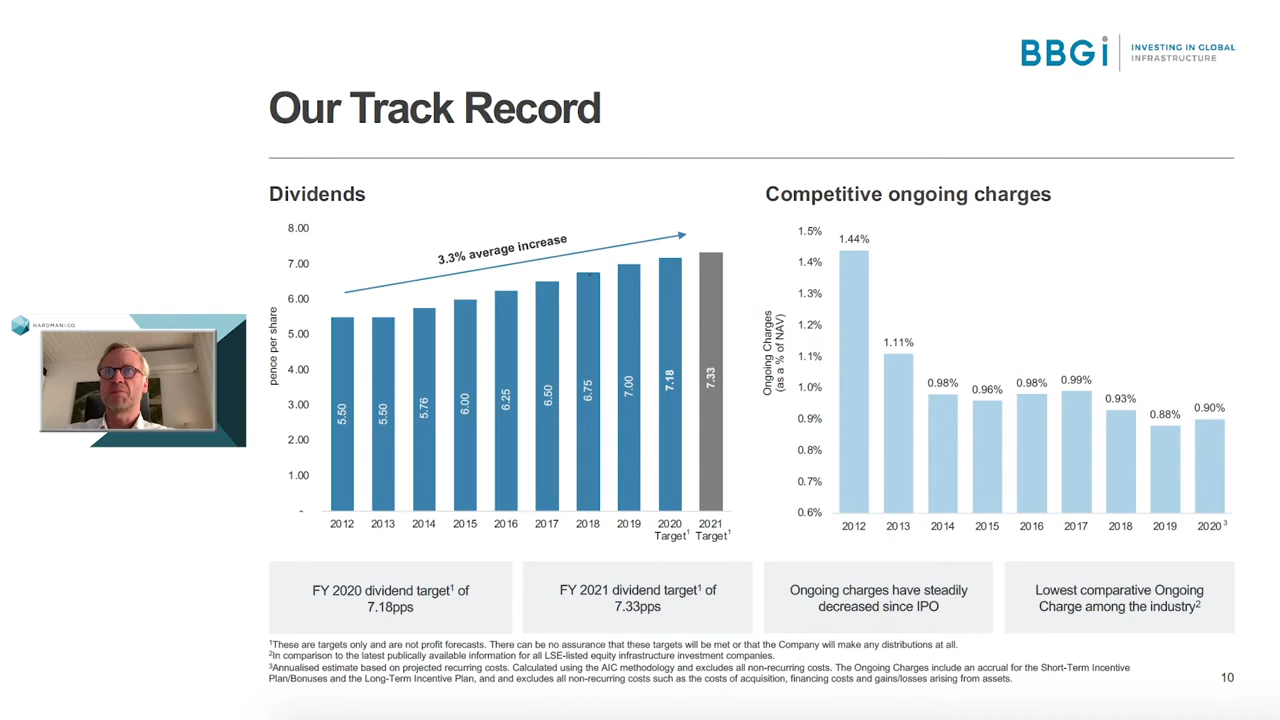 BBGi INVESTING IN GLOBAL
INFRASTRUCTURE
Our Track Record
Dividends
8.00
7.00
6.00
5.00
4.00
3.00
2.00
1.00
-
pence per share
3.3% average increase
5.50
5.50
5.76
6.00
6.25
6.50
6.75
7.00
7.18
7.33
2012 2013 2014 2015 2016 2017 2018 2019 2020 2021
Target¹ Target¹
Competitive ongoing charges
1.5%
1.4%
1.3%
1.2%
1.1%
1.0%
0.9%
0.8%
0.7%
0.6%
Ongoing Charges
(as a % of NAV)
1.44%
1.11%
0.98%
0.96%
0.98%
0.99%
0.93%
0.88%
0.90%
2012 2013 2014 2015 2016 2017 2018 2019 2020 ³
HARDMAN&CO.
FY 2020 dividend target¹ of
7.18pps
FY 2021 dividend target¹ of
7.33pps
Ongoing charges have steadily
decreased since IPO
Lowest comparative Ongoing
Charge among the industry²
¹These are targets only and are not profit forecasts. There can be no assurance that these targets will be met or that the Company will make any distributions at all.
²In comparison to the latest publically available information for all LSE-listed equity infrastructure investment companies.
³Annualised estimate based on projected recurring costs. Calculated using the AIC methodology and excludes all non-recurring costs. The Ongoing Charges include an accrual for the Short-Term Incentive
Plan/Bonuses and the Long-Term Incentive Plan, and and excludes all non-recurring costs such as the costs of acquisition, financing costs and gains/losses arising from assets.
10